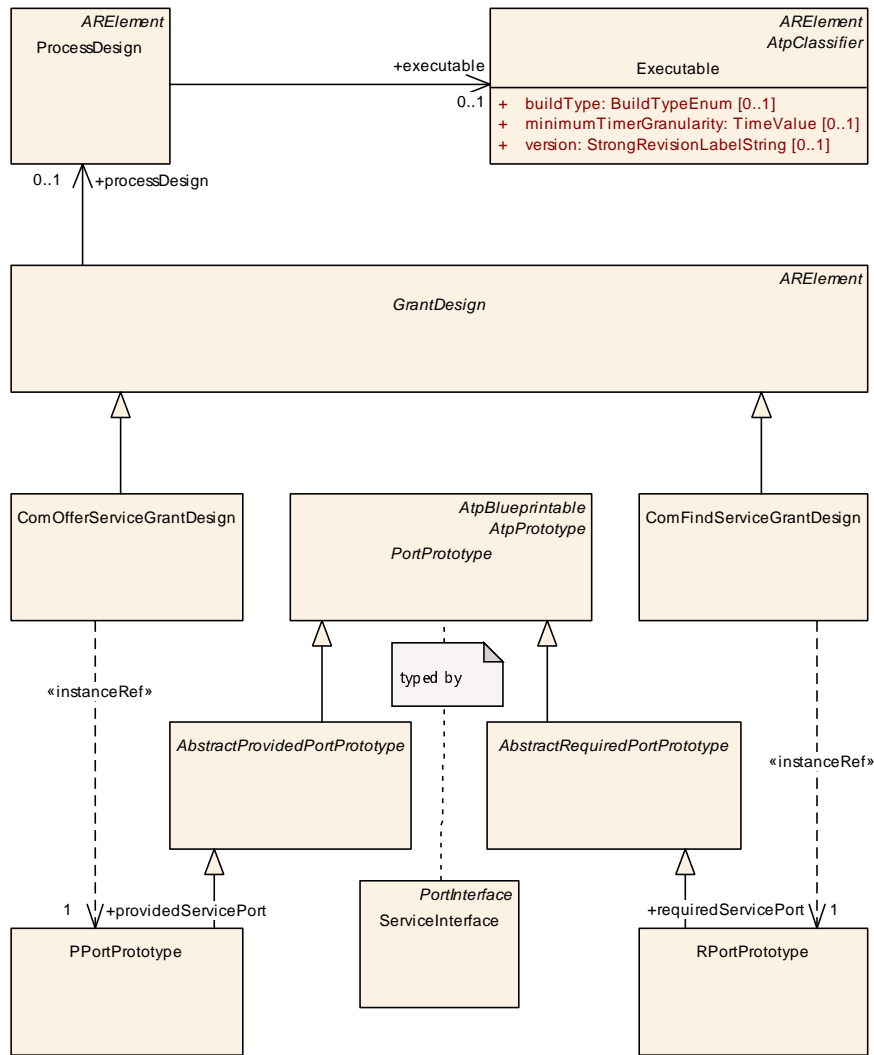 ARElement
ProcessDesign
ARElement
AtpClassifier
Executable
+ buildType: BuildTypeEnum [0..1]
+ minimumTimerGranularity: TimeValue [0..1]
+ version: StrongRevisionLabelString [0..1]
+executable
0..1
0..1
+processDesign
ARElement
GrantDesign
ComOfferServiceGrantDesign
AtpBlueprintable
AtpPrototype
PortPrototype
ComFindServiceGrantDesign
typed by
«instanceRef»
AbstractProvidedPortPrototype
AbstractRequiredPortPrototype
«instanceRef»
PortInterface
ServiceInterface
1
+providedServicePort
+requiredServicePort
1
PPortPrototype
RPortPrototype